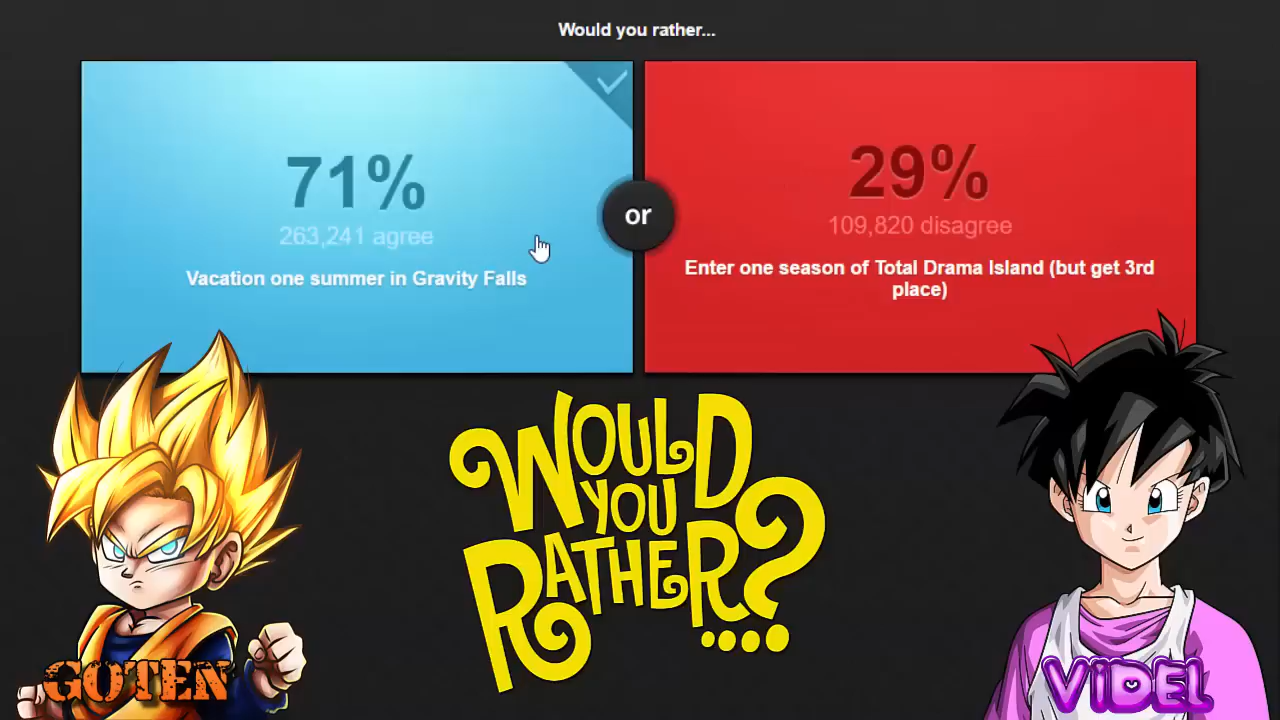 Would you rather...
71%
263,241 agree
Vacation one summer in Gravity Falls
or
29%
109,820 disagree
Enter one season of Total Drama Island (but get 3rd
place)
WOULD
YOU
RATHER?...
GOTEN
ViDEL